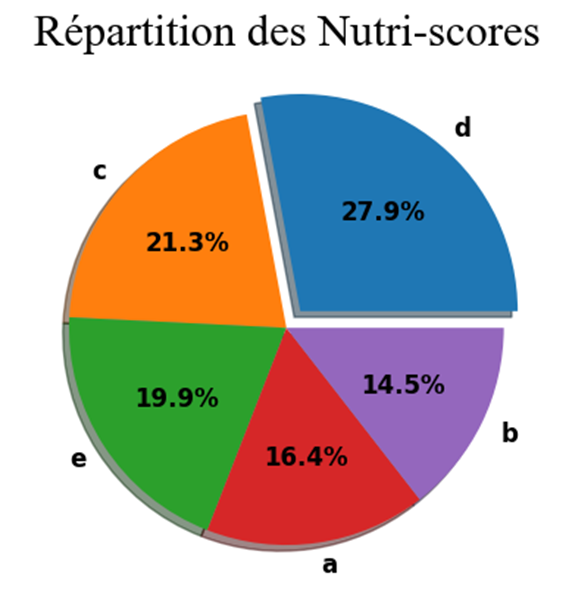 Répartition des Nutri-scores
d
27.9%
c
21.3%
19.9%
e
14.5%
b
16.4%
a